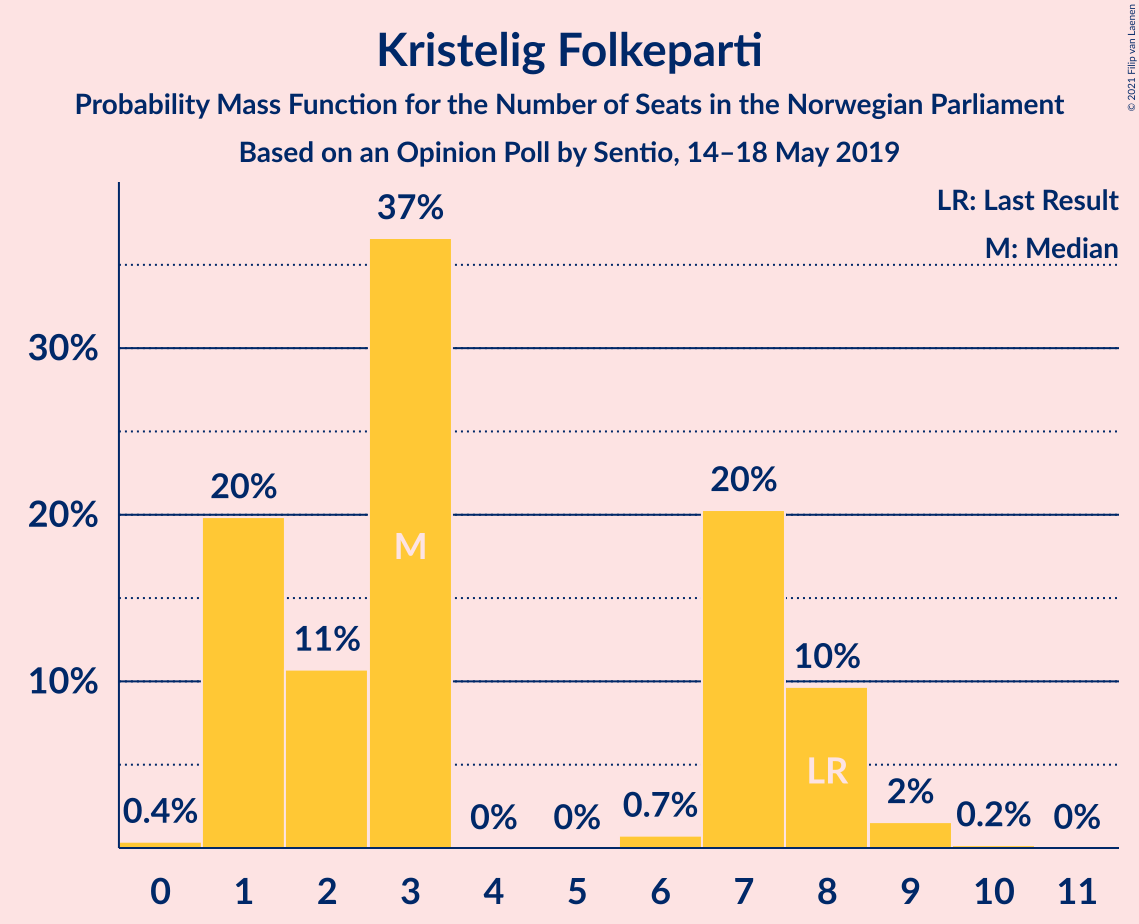 Kristelig Folkeparti
Probability Mass Function for the Number of Seats in the Norwegian Parliament
Based on an Opinion Poll by Sentio, 14–18 May 2019
© 2021 Filip van Laenen
LR: Last Result
M: Median
37%
30%
20%
20%
20%
M
11%
10%
10%
LR
0.4%
0%
0%
0.7%
2%
0.2%
0%
0 1 2 3 4 5 6 7 8 9 10 11